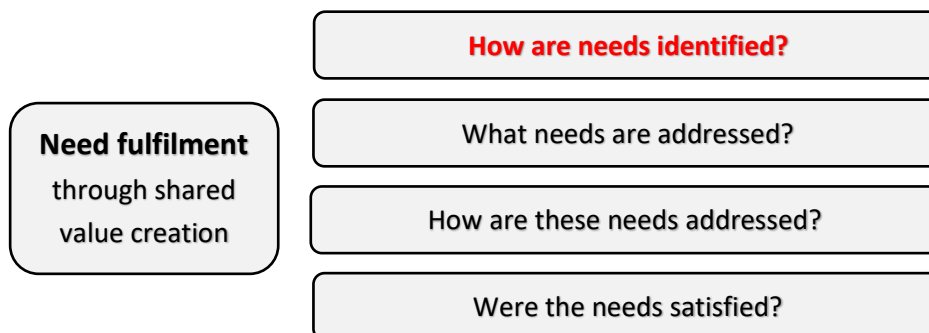 How are needs identified?
Need fulfilment
through shared
value creation
What needs are addressed?
How are these needs addressed?
Were the needs satisfied?